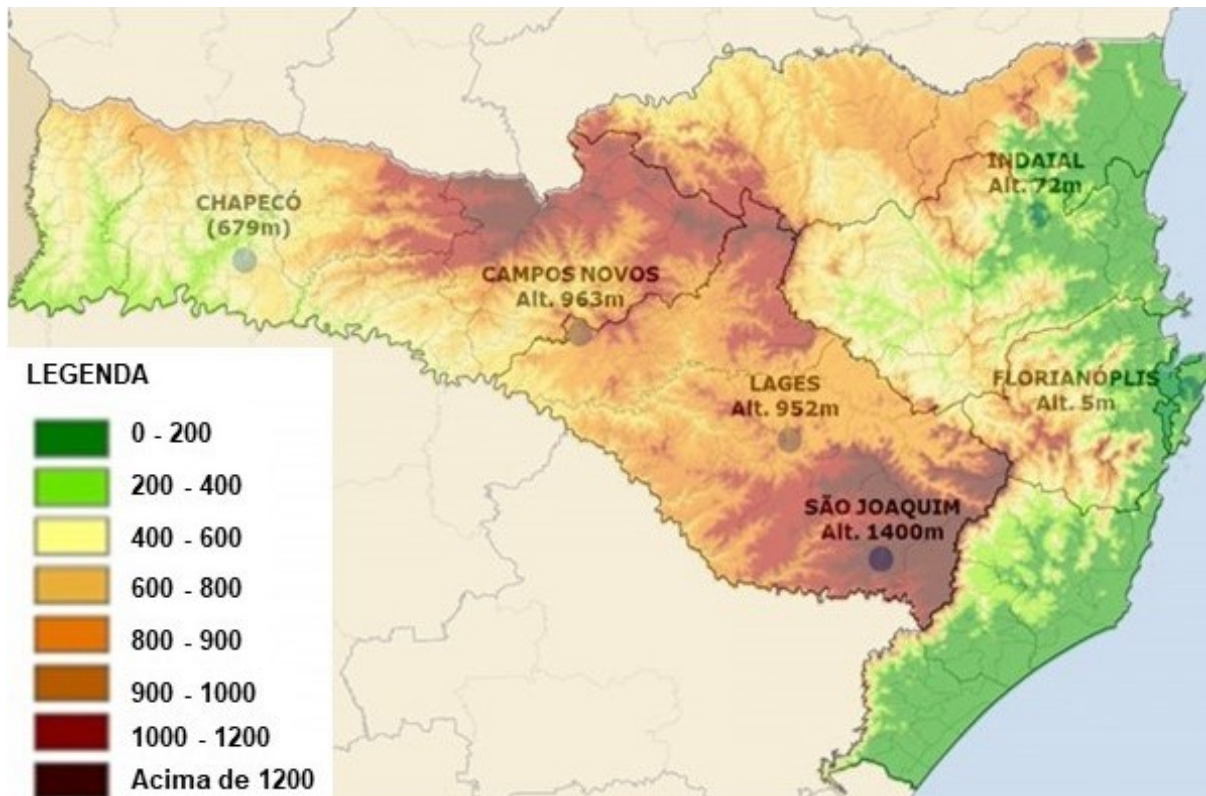 INDAIAL
Alt. 72m
CHAPECÓ
(679m)
CAMPOS NOVOS
Alt. 963m
LAGES
Alt. 952m
FLORIANÓPLIS
Alt. 5m
SÃO JOAQUIM
Alt. 1400m
LEGENDA
0 - 200
200 - 400
400 - 600
600 - 800
800 - 900
900 - 1000
1000 - 1200
Acima de 1200